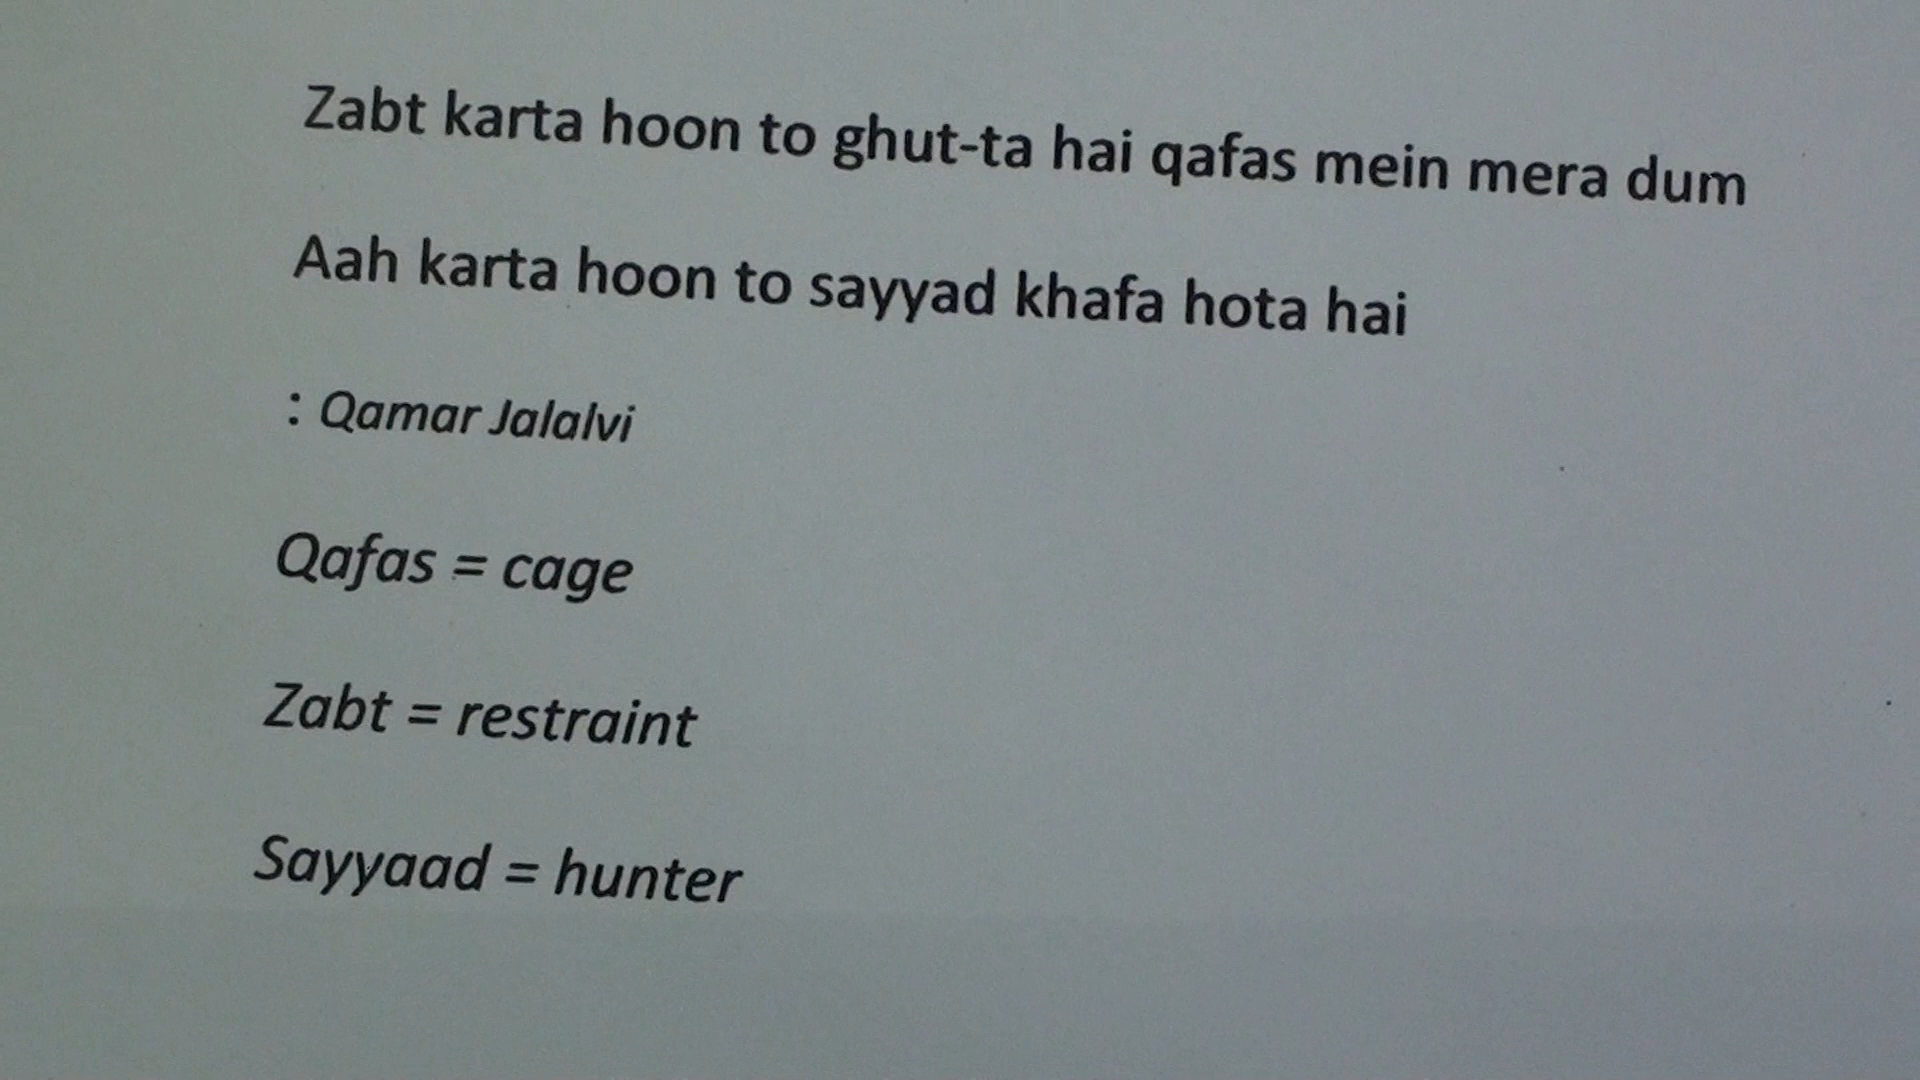 Zabt karta hoon to ghut-ta hai qafas mein mera dum
Aah karta hoon to sayyad khafa hota hai
: Qamar Jalalvi
Qafas = cage
Zabt = restraint
Sayyaad = hunter